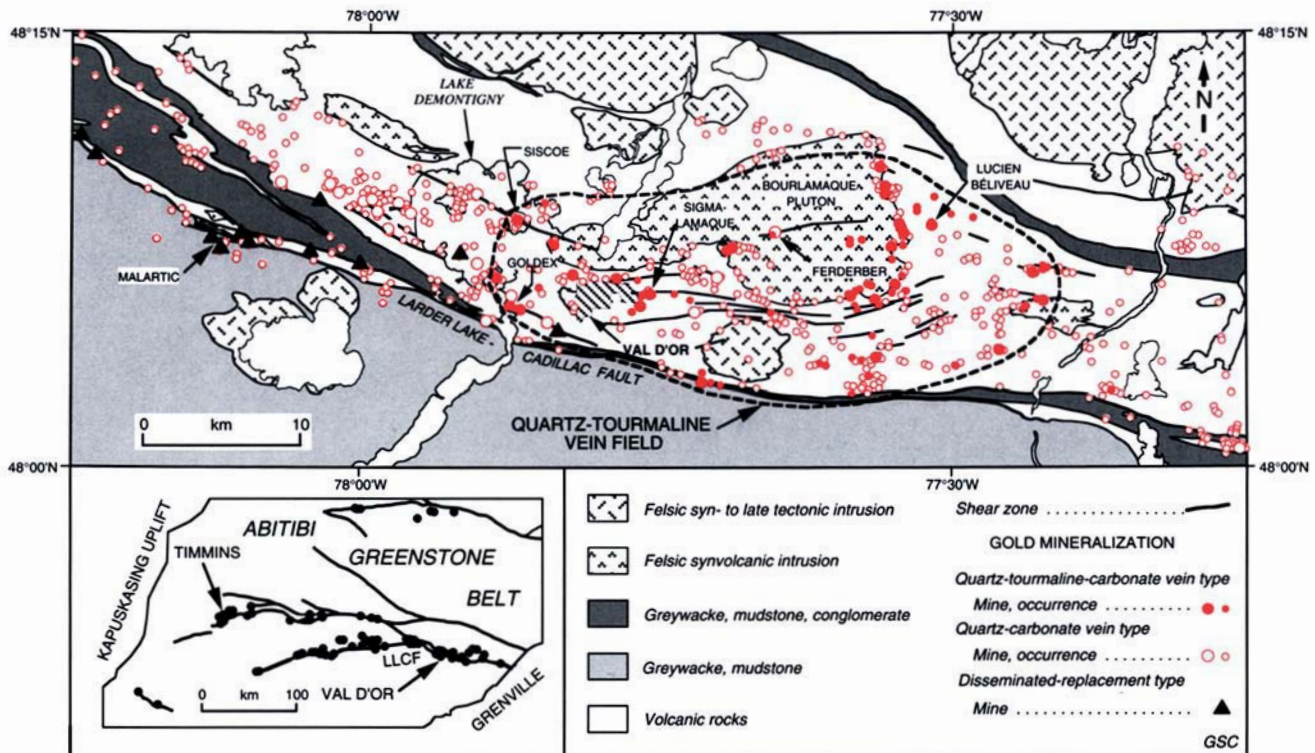 78°00'W
77°30'W
48°15'N
48°15'N
LAKE
DEMONTIGNY
N
SISCOE
LUCIEN
BÉLIVEAU
BOURLAMAQUE
PLUTON
SIGMA-
LAMAQUE
GOLDEX
FERDERBER
MALARTIC
LARDER LAKE -
VAL D'OR
CADILLAC FAULT
0 km 10
QUARTZ-TOURMALINE
VEIN FIELD
48°00'N
48°00'N
78°00'W
77°30'W
ABITIBI
GREENSTONE
BELT
TIMMINS
KAPUSKASING UPLIFT
LLCF
0 km 100
VAL D'OR
GRENVILLE
Felsic syn- to late tectonic intrusion
Felsic synvolcanic intrusion
Greywacke, mudstone, conglomerate
Greywacke, mudstone
Volcanic rocks
Shear zone
GOLD MINERALIZATION
Quartz-tourmaline-carbonate vein type
Mine, occurrence
Quartz-carbonate vein type
Mine, occurrence
Disseminated-replacement type
Mine
GSC